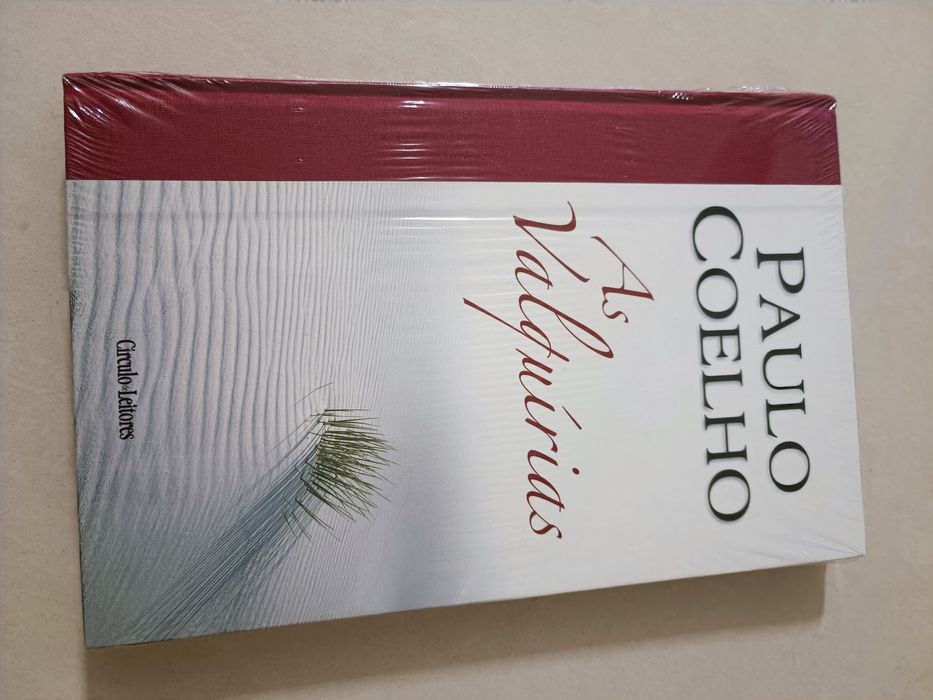 PAULO
COELHO
As
Valquírias
Círculo de Leitores